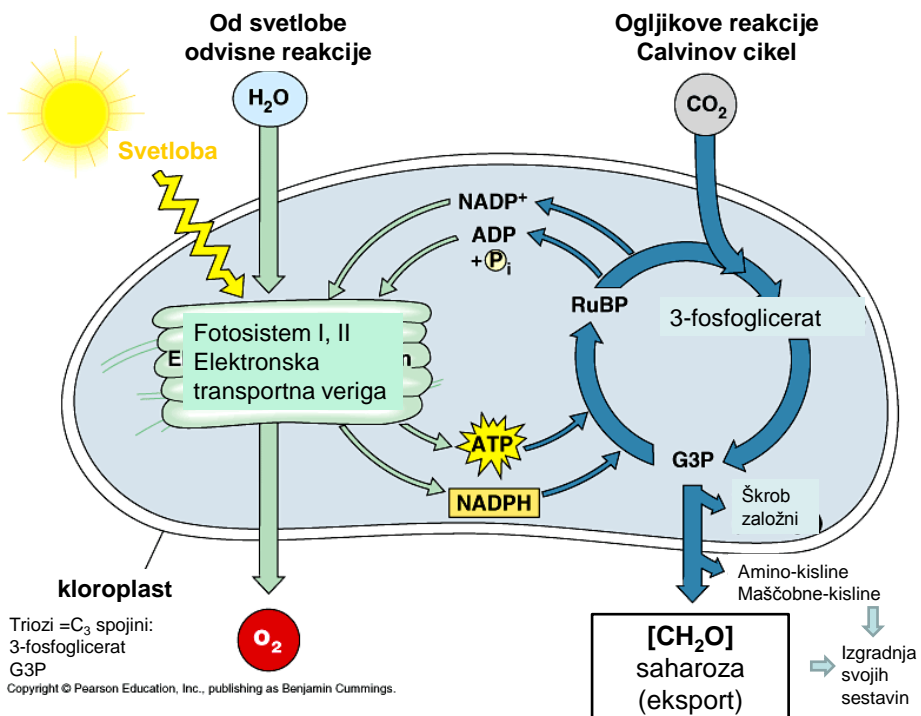 Od svetlobe
odvisne reakcije
Ogljikove reakcije
Calvinov cikel
H₂O
CO₂
Svetloba
NADP⁺
ADP
+ Pᵢ
RuBP
3-fosfoglicerat
Fotosistem I, II
Elektronska
transportna veriga
ATP
NADPH
G3P
Škrob
založni
kloroplast
Amino-kisline
Maščobne-kisline
Triozi =C₃ spojini:
3-fosfoglicerat
G3P
O₂
[CH₂O]
saharoza
(eksport)
Izgradnja
svojih
sestavin
Copyright © Pearson Education, Inc., publishing as Benjamin Cummings.